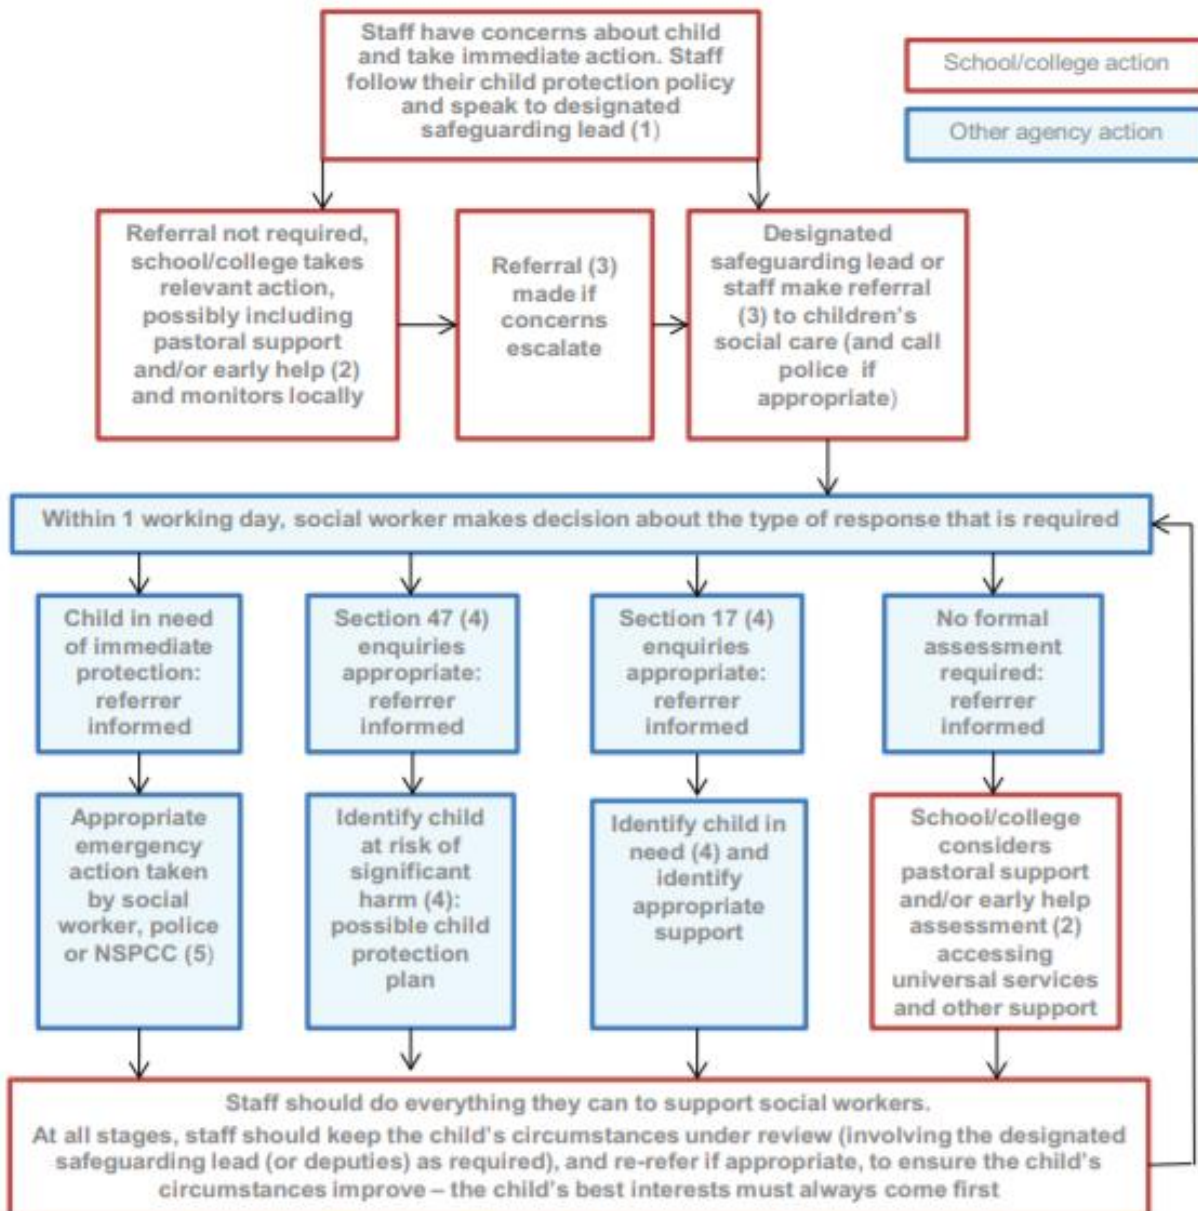 Staff have concerns about child
and take immediate action. Staff
follow their child protection policy
and speak to designated
safeguarding lead (1)
School/college action
Other agency action
Referral not required,
school/college takes
relevant action,
possibly including
pastoral support
and/or early help (2)
and monitors locally
Referral (3)
made if
concerns
escalate
Designated
safeguarding lead or
staff make referral
(3) to children's
social care (and call
police if
appropriate)
Within 1 working day, social worker makes decision about the type of response that is required
Child in need
of immediate
protection:
referrer
informed
Section 47 (4)
enquiries
appropriate:
referrer
informed
Section 17 (4)
enquiries
appropriate:
referrer
informed
No formal
assessment
required:
referrer
informed
Appropriate
emergency
action taken
by social
worker, police
or NSPCC (5)
Identify child
at risk of
significant
harm (4):
possible child
protection
plan
Identify child in
need (4) and
identify
appropriate
support
School/college
considers
pastoral support
and/or early help
assessment (2)
accessing
universal services
and other support
Staff should do everything they can to support social workers.
At all stages, staff should keep the child's circumstances under review (involving the designated
safeguarding lead (or deputies) as required), and re-refer if appropriate, to ensure the child's
circumstances improve – the child's best interests must always come first